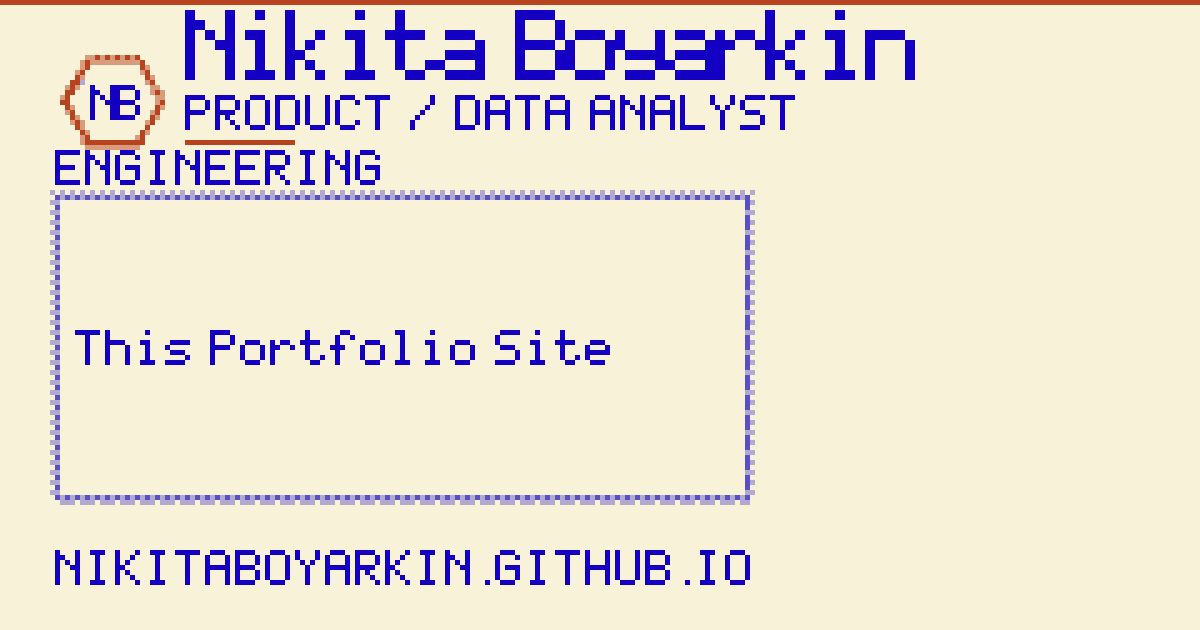 Nikita Boyarkin
NB
PRODUCT / DATA ANALYST
ENGINEERING
This Portfolio Site
NIKITABOYARKIN.GITHUB.IO